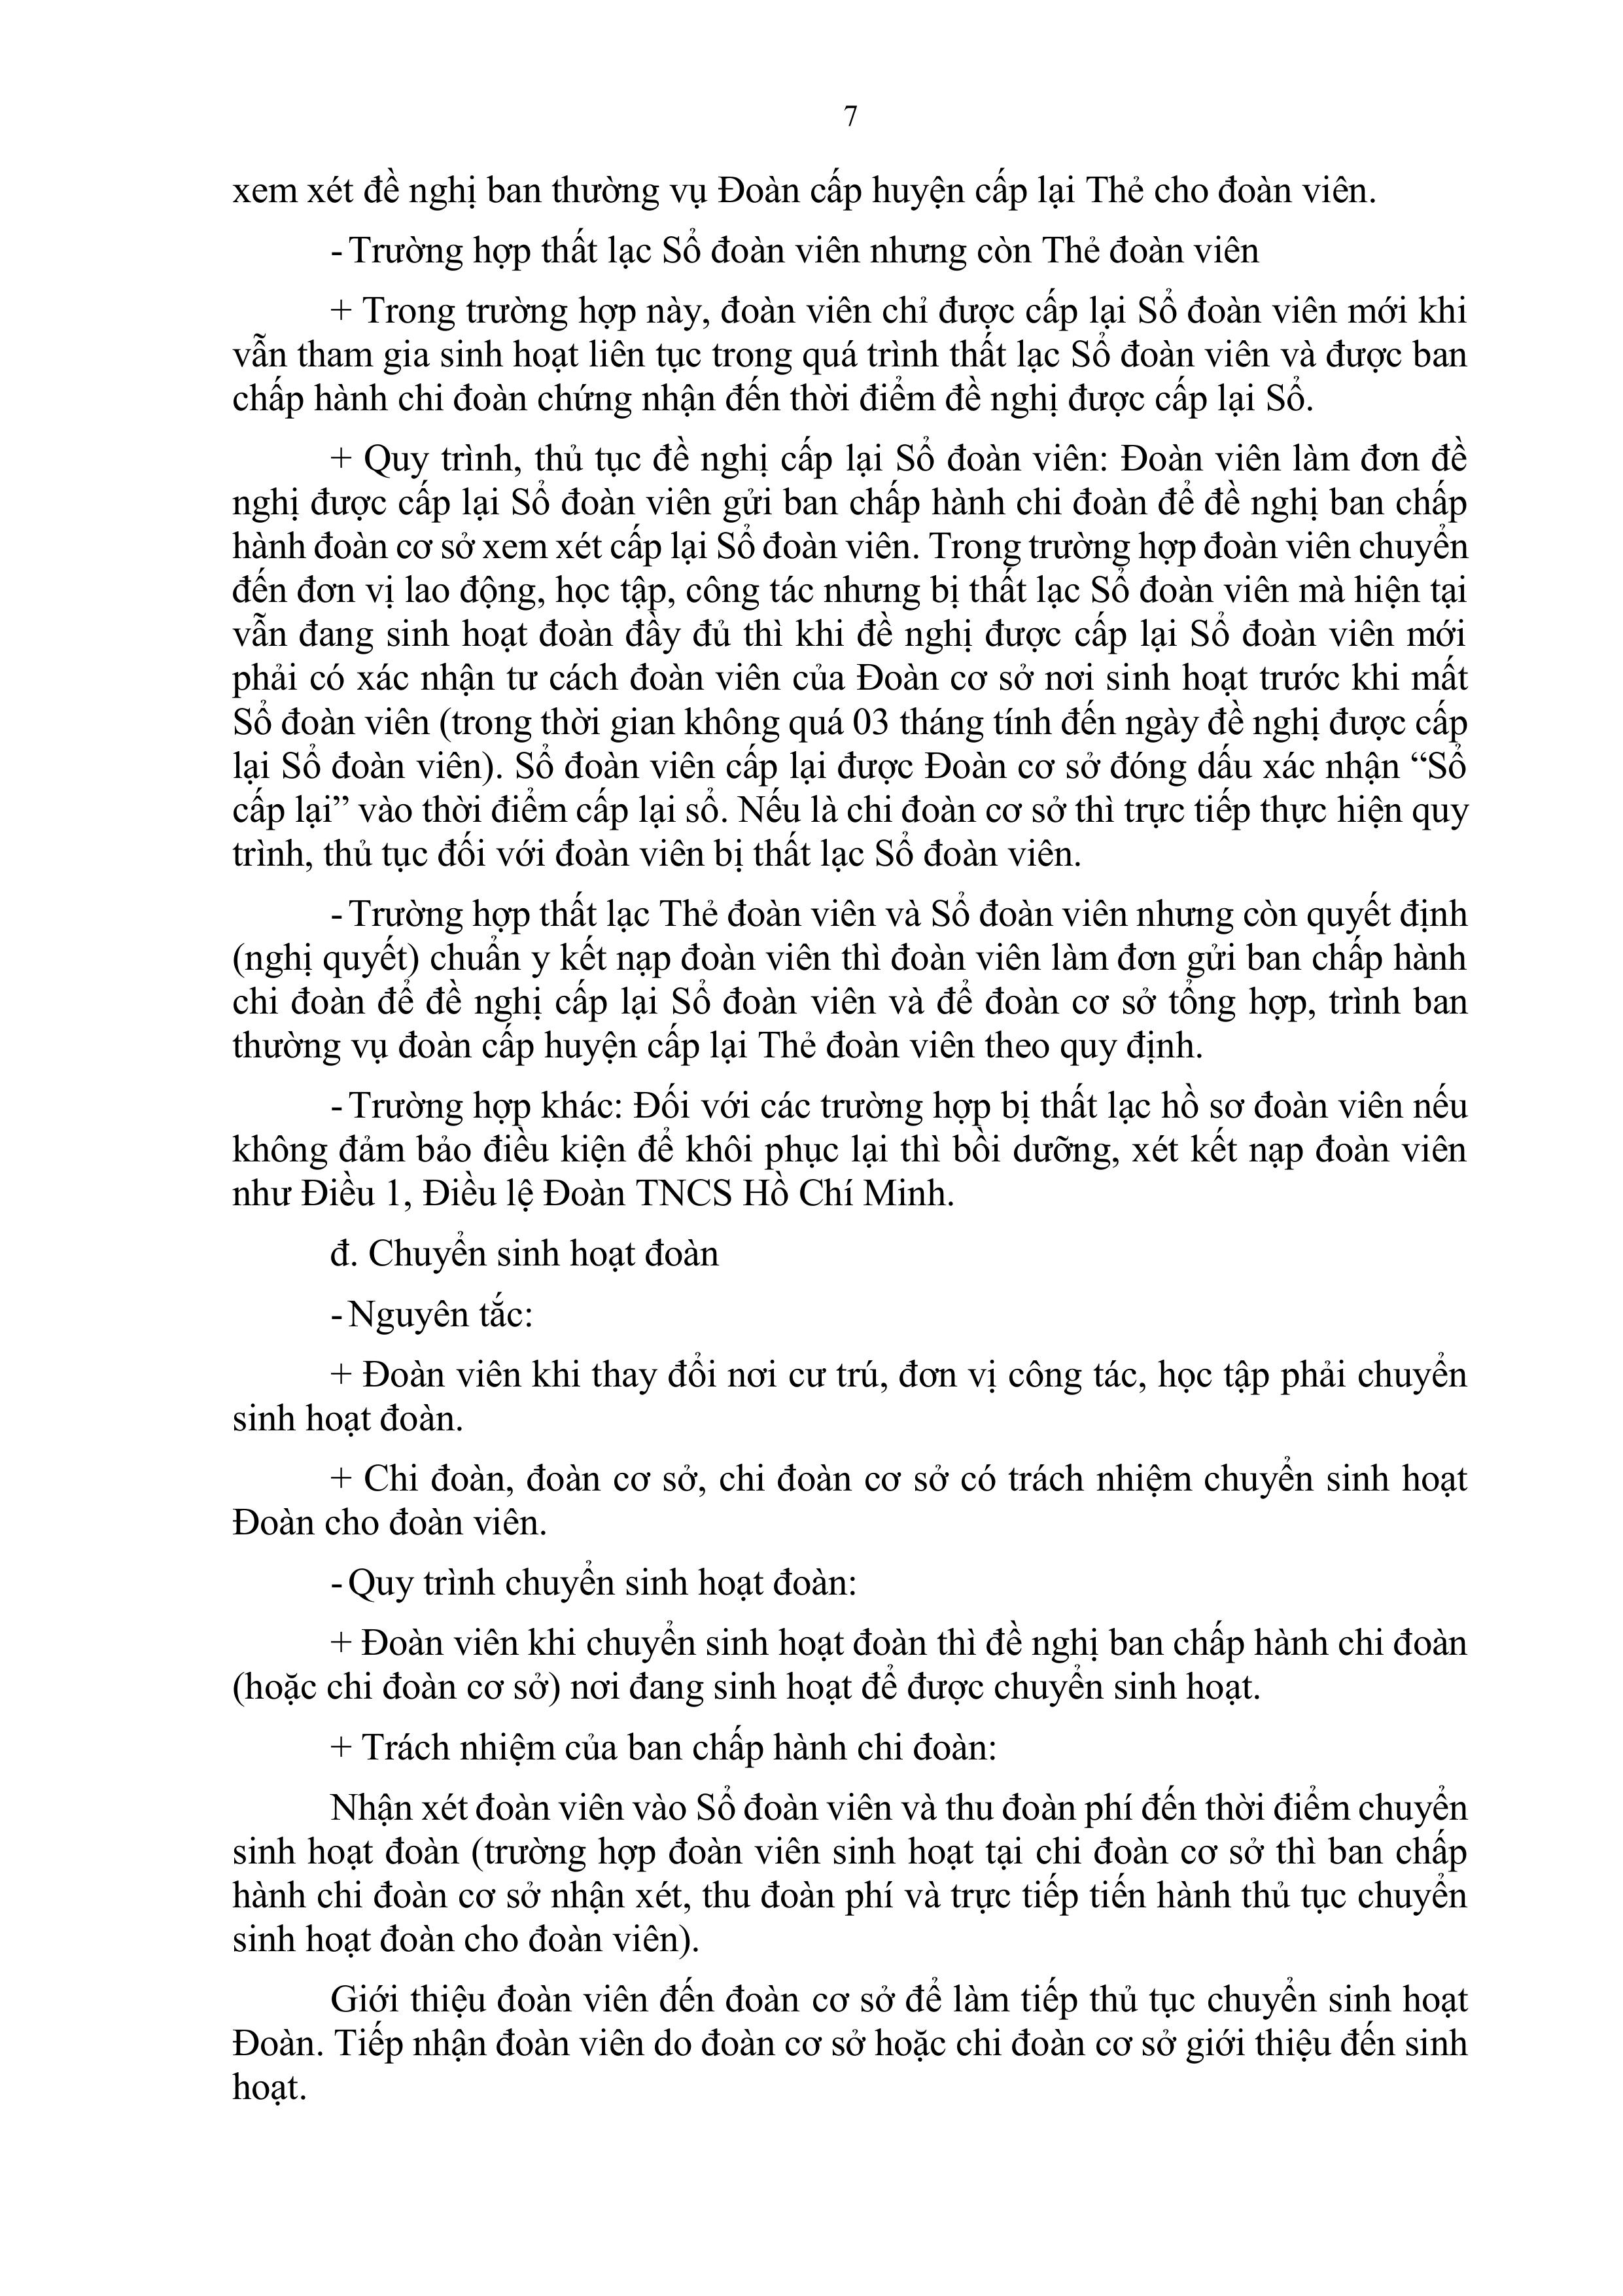 7
xem xét đề nghị ban thường vụ Đoàn cấp huyện cấp lại Thẻ cho đoàn viên.
- Trường hợp thất lạc Sổ đoàn viên nhưng còn Thẻ đoàn viên
+ Trong trường hợp này, đoàn viên chỉ được cấp lại Sổ đoàn viên mới khi
vẫn tham gia sinh hoạt liên tục trong quá trình thất lạc Sổ đoàn viên và được ban
chấp hành chi đoàn chứng nhận đến thời điểm đề nghị được cấp lại Sổ.
+ Quy trình, thủ tục đề nghị cấp lại Sổ đoàn viên: Đoàn viên làm đơn đề
nghị được cấp lại Sổ đoàn viên gửi ban chấp hành chi đoàn để đề nghị ban chấp
hành đoàn cơ sở xem xét cấp lại Sổ đoàn viên. Trong trường hợp đoàn viên chuyển
đến đơn vị lao động, học tập, công tác nhưng bị thất lạc Sổ đoàn viên mà hiện tại
vẫn đang sinh hoạt đoàn đầy đủ thì khi đề nghị được cấp lại Sổ đoàn viên mới
phải có xác nhận tư cách đoàn viên của Đoàn cơ sở nơi sinh hoạt trước khi mất
Sổ đoàn viên (trong thời gian không quá 03 tháng tính đến ngày đề nghị được cấp
lại Sổ đoàn viên). Sổ đoàn viên cấp lại được Đoàn cơ sở đóng dấu xác nhận “Sổ
cấp lại” vào thời điểm cấp lại sổ. Nếu là chi đoàn cơ sở thì trực tiếp thực hiện quy
trình, thủ tục đối với đoàn viên bị thất lạc Sổ đoàn viên.
- Trường hợp thất lạc Thẻ đoàn viên và Sổ đoàn viên nhưng còn quyết định
(nghị quyết) chuẩn y kết nạp đoàn viên thì đoàn viên làm đơn gửi ban chấp hành
chi đoàn để đề nghị cấp lại Sổ đoàn viên và để đoàn cơ sở tổng hợp, trình ban
thường vụ đoàn cấp huyện cấp lại Thẻ đoàn viên theo quy định.
- Trường hợp khác: Đối với các trường hợp bị thất lạc hồ sơ đoàn viên nếu
không đảm bảo điều kiện để khôi phục lại thì bồi dưỡng, xét kết nạp đoàn viên
như Điều 1, Điều lệ Đoàn TNCS Hồ Chí Minh.
đ. Chuyển sinh hoạt đoàn
- Nguyên tắc:
+ Đoàn viên khi thay đổi nơi cư trú, đơn vị công tác, học tập phải chuyển
sinh hoạt đoàn.
+ Chi đoàn, đoàn cơ sở, chi đoàn cơ sở có trách nhiệm chuyển sinh hoạt
Đoàn cho đoàn viên.
- Quy trình chuyển sinh hoạt đoàn:
+ Đoàn viên khi chuyển sinh hoạt đoàn thì đề nghị ban chấp hành chi đoàn
(hoặc chi đoàn cơ sở) nơi đang sinh hoạt để được chuyển sinh hoạt.
+ Trách nhiệm của ban chấp hành chi đoàn:
Nhận xét đoàn viên vào Sổ đoàn viên và thu đoàn phí đến thời điểm chuyển
sinh hoạt đoàn (trường hợp đoàn viên sinh hoạt tại chi đoàn cơ sở thì ban chấp
hành chi đoàn cơ sở nhận xét, thu đoàn phí và trực tiếp tiến hành thủ tục chuyển
sinh hoạt đoàn cho đoàn viên).
Giới thiệu đoàn viên đến đoàn cơ sở để làm tiếp thủ tục chuyển sinh hoạt
Đoàn. Tiếp nhận đoàn viên do đoàn cơ sở hoặc chi đoàn cơ sở giới thiệu đến sinh
hoạt.